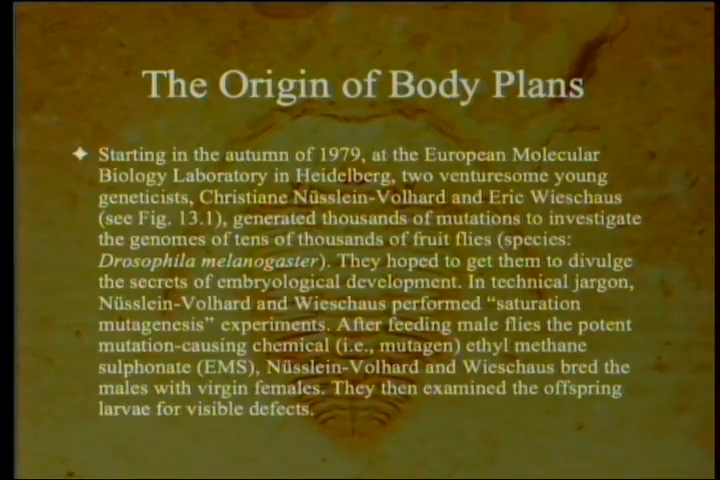 The Origin of Body Plans
Starting in the autumn of 1979, at the European Molecular
Biology Laboratory in Heidelberg, two venturesome young
geneticists, Christiane Nüsslein-Volhard and Eric Wieschaus
(see Fig. 13.1), generated thousands of mutations to investigate
the genomes of tens of thousands of fruit flies (species:
Drosophila melanogaster). They hoped to get them to divulge
the secrets of embryological development. In technical jargon,
Nüsslein-Volhard and Wieschaus performed “saturation
mutagenesis” experiments. After feeding male flies the potent
mutation-causing chemical (i.e., mutagen) ethyl methane
sulphonate (EMS), Nüsslein-Volhard and Wieschaus bred the
males with virgin females. They then examined the offspring
larvae for visible defects.